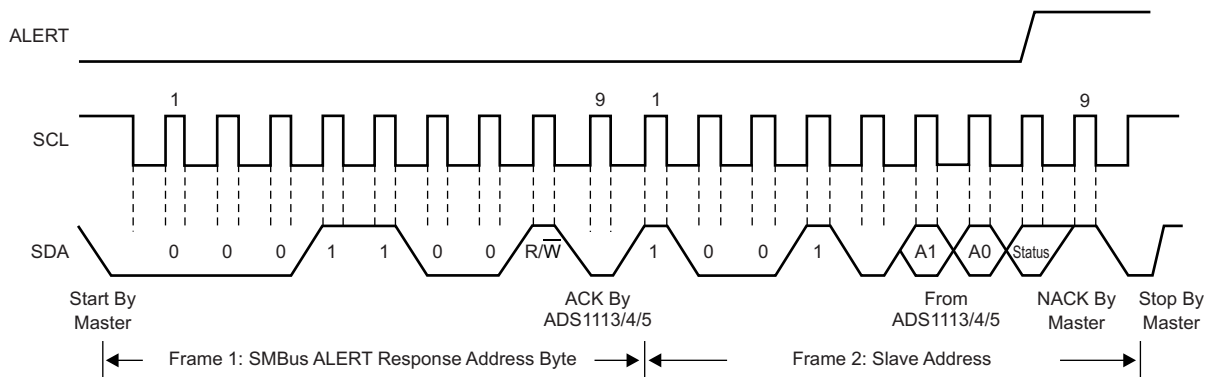 ALERT
1 9 1 9
SCL
SDA
0 0 0 1 1 0 0 R/W 1 0 0 1 A1 A0 Status
Start By
Master
ACK By
ADS1113/4/5
From
ADS1113/4/5
NACK By
Master
Stop By
Master
Frame 1: SMBus ALERT Response Address Byte
Frame 2: Slave Address